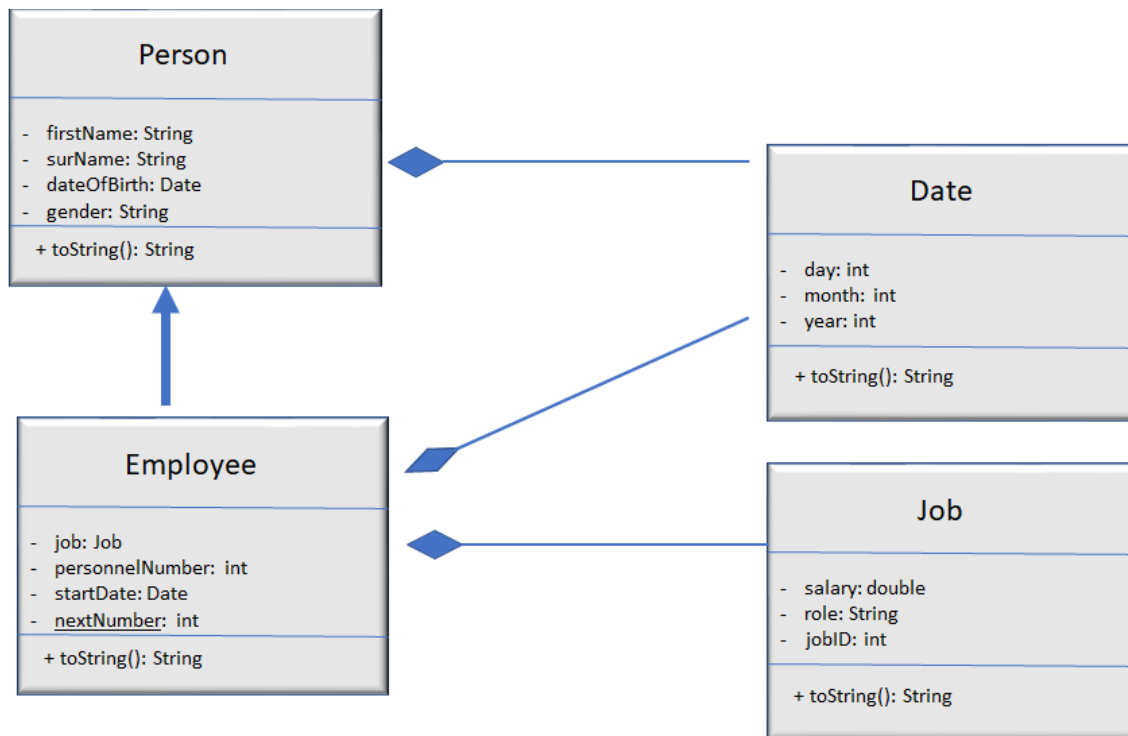 Person
- firstName: String
- surName: String
- dateOfBirth: Date
- gender: String
+ toString(): String
Date
- day: int
- month: int
- year: int
+ toString(): String
Employee
- job: Job
- personnelNumber: int
- startDate: Date
- nextNumber: int
+ toString(): String
Job
- salary: double
- role: String
- jobID: int
+ toString(): String